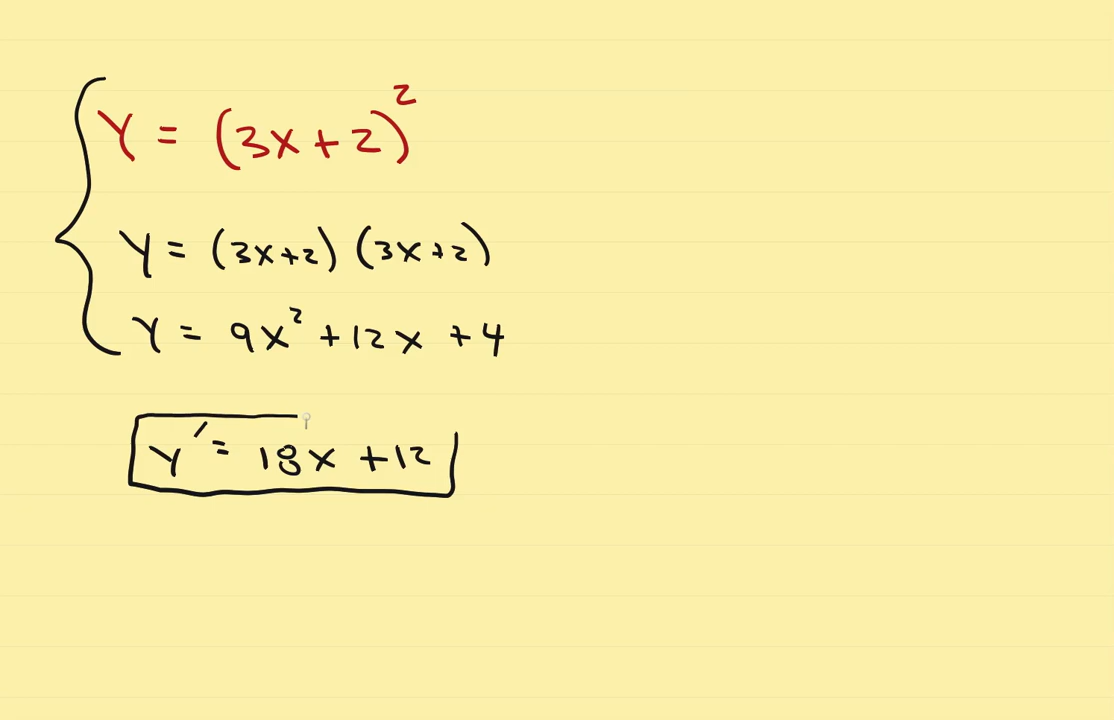 Y = (3x+2)²
Y = (3x+2) (3x+2)
Y = 9x² +12x +4
Y' = 18x +12